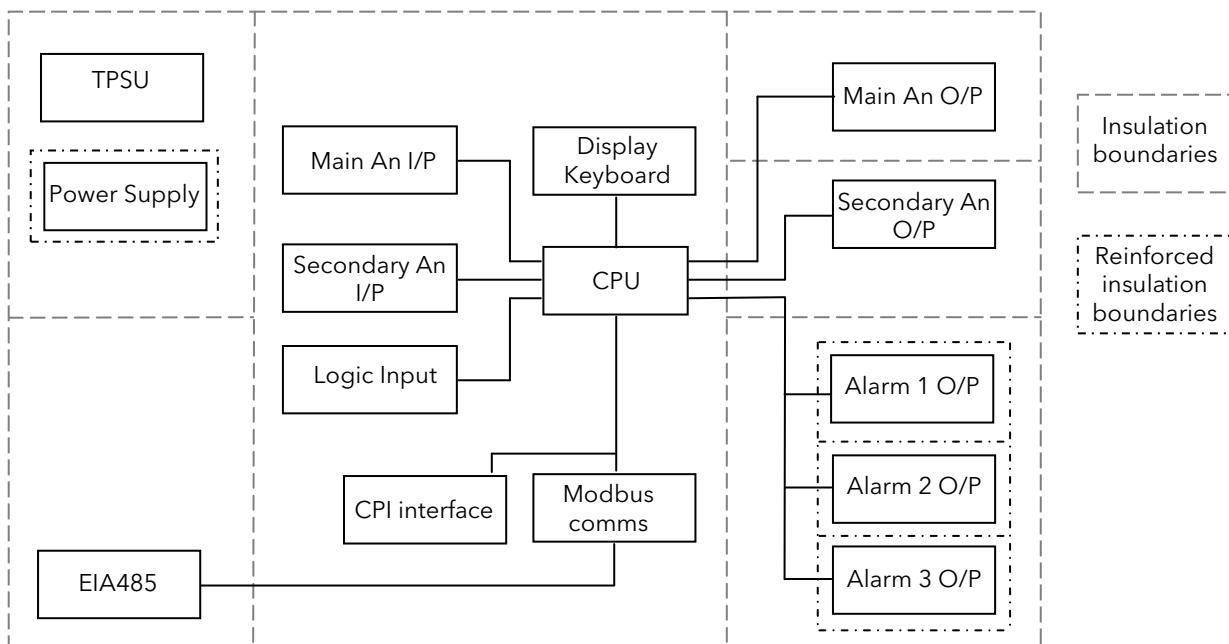 TPSU
Power Supply
Main An I/P
Display
Keyboard
Secondary An
I/P
CPU
Logic Input
CPI interface
Modbus
comms
EIA485
Main An O/P
Secondary An
O/P
Alarm 1 O/P
Alarm 2 O/P
Alarm 3 O/P
Insulation
boundaries
Reinforced
insulation
boundaries